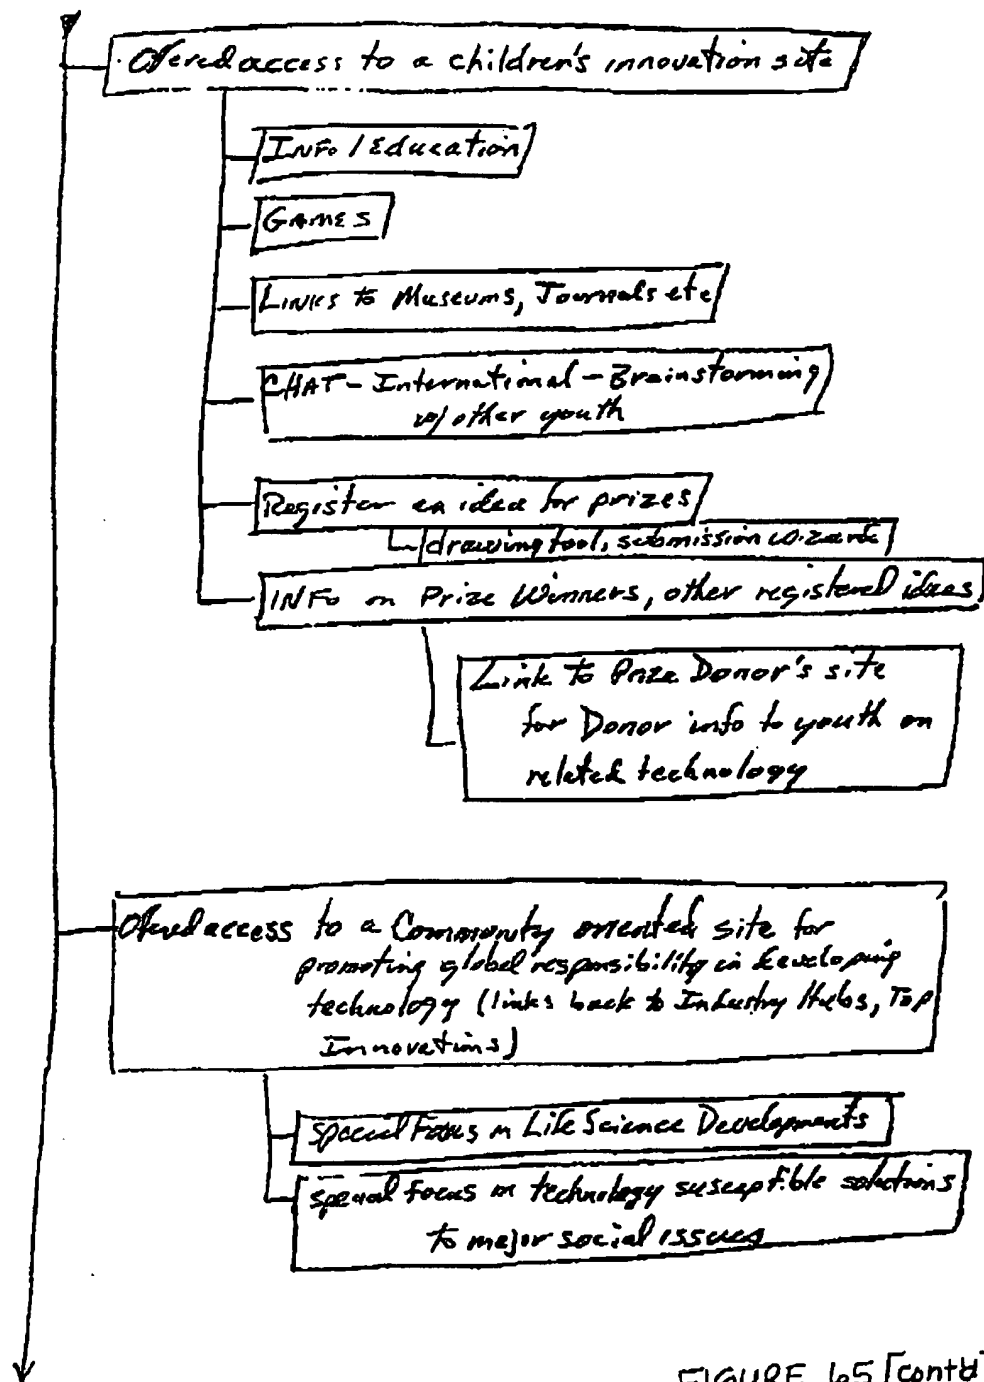 Offered access to a children's innovation site
INFO / Education
GAMES
LINKS to Museums, Journals etc
CHAT - International - Brainstorming
w/ other youth
Register an idea for prizes
drawing tool, submission wizards
INFO on Prize Winners, other registered ideas
Link to Prize Donor's site
for Donor info to youth on
related technology
Offered access to a Community oriented site for
promoting global responsibility in developing
technology (links back to Industry Hubs, Top
Innovations)
special Focus on Life Science Developments
special Focus on technology susceptible solutions
to major social issues
FIGURE 65 [contd]